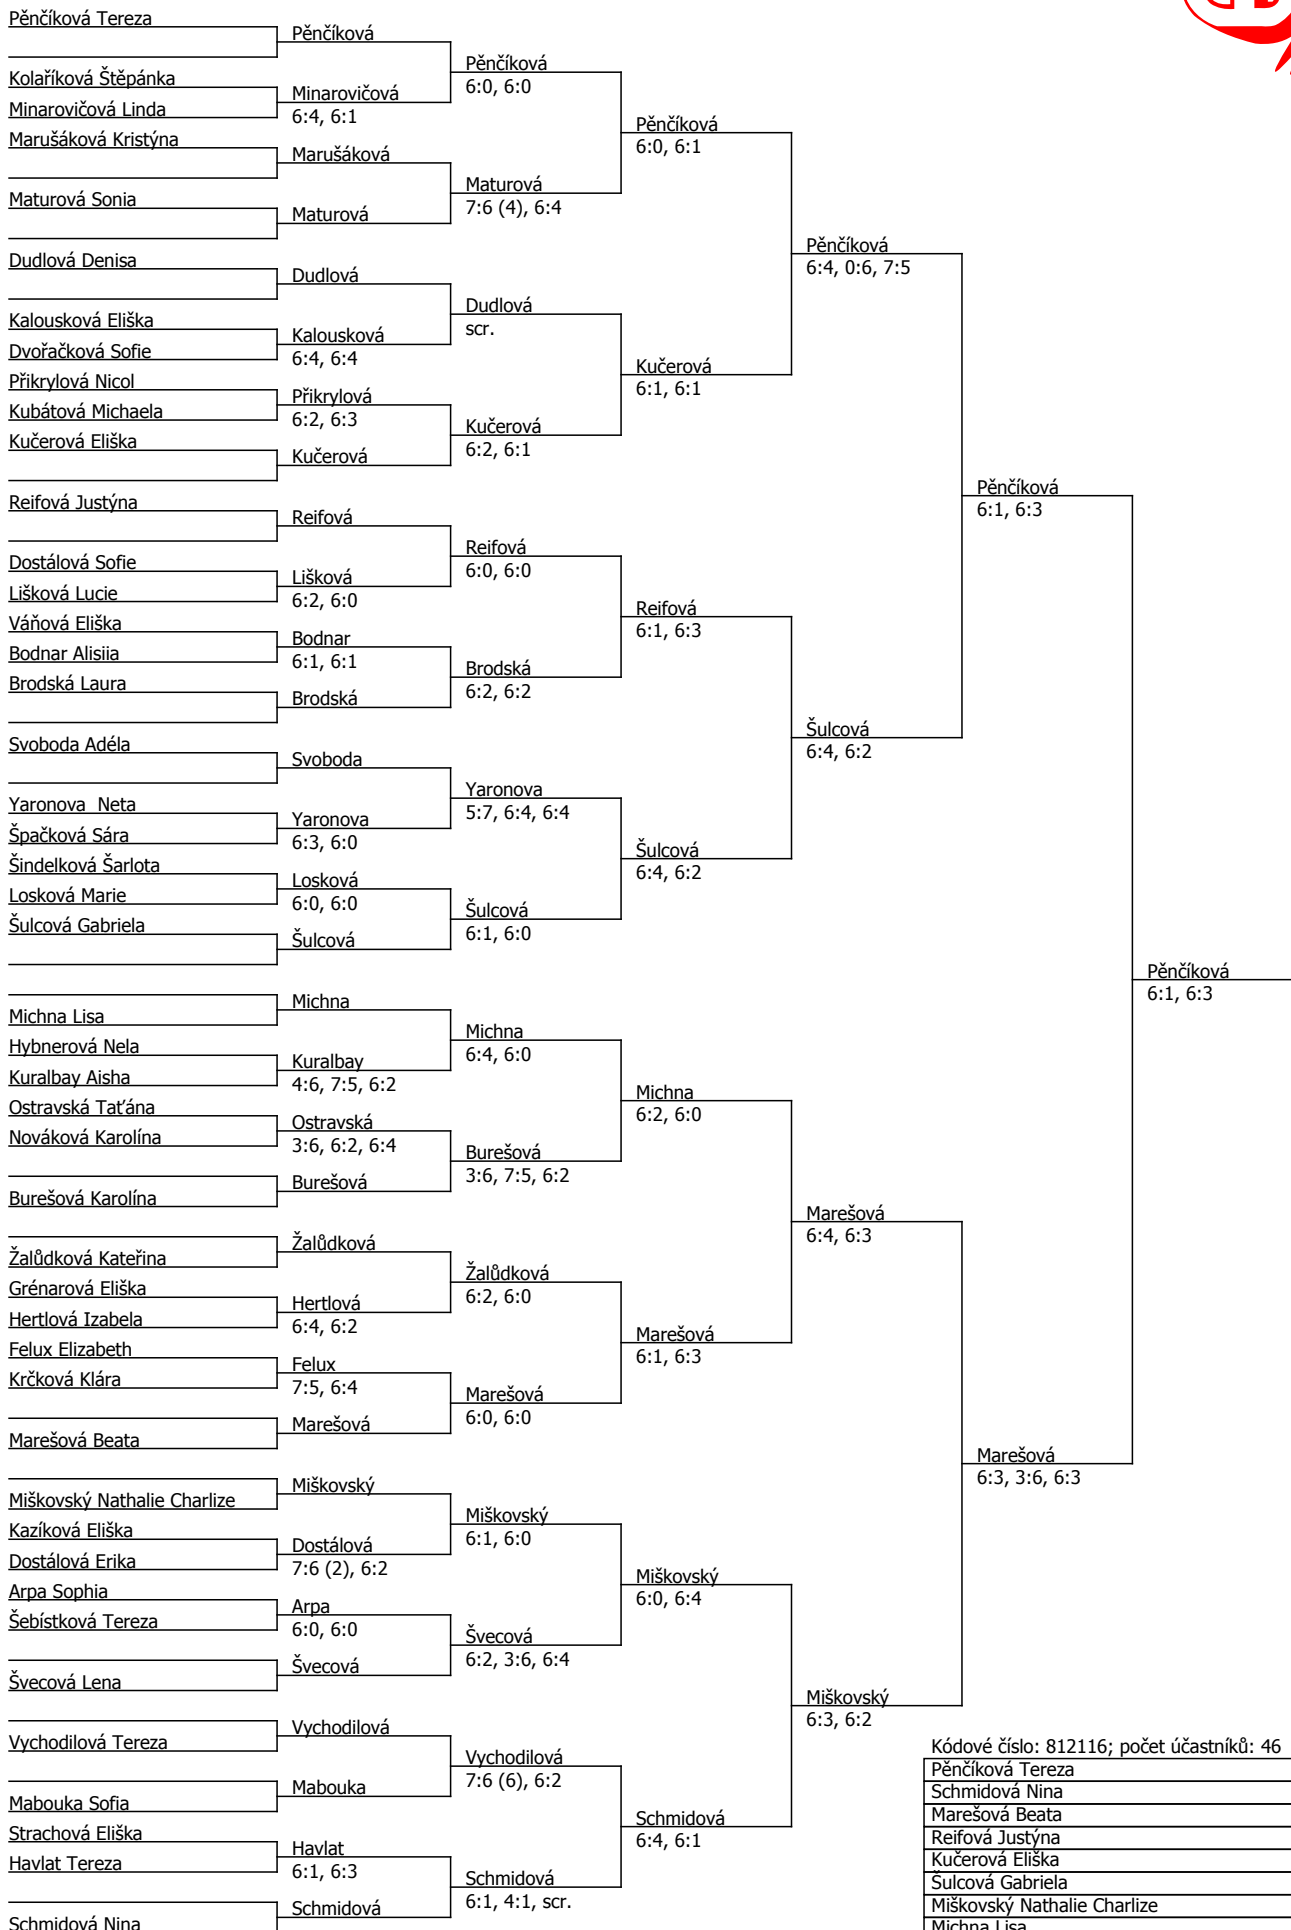 Pěnčíková Tereza
Kolaříková Štěpánka
Minarovičová Linda
Marušáková Kristýna
Maturová Sonia
Dudlová Denisa
Kalousková Eliška
Dvořačková Sofie
Přikrylová Nicol
Kubátová Michaela
Kučerová Eliška
Reifová Justýna
Dostálová Sofie
Lišková Lucie
Váňová Eliška
Bodnar Alisiia
Brodská Laura
Svoboda Adéla
Yaronova Neta
Špačková Sára
Šindelková Šarlota
Losková Marie
Šulcová Gabriela
Michna Lisa
Hybnerová Nela
Kuralbay Aisha
Ostravská Taťána
Nováková Karolína
Burešová Karolína
Žalůdková Kateřina
Grénarová Eliška
Hertlová Izabela
Felux Elizabeth
Krčková Klára
Marešová Beata
Miškovský Nathalie Charlize
Kazíková Eliška
Dostálová Erika
Arpa Sophia
Šebístková Tereza
Švecová Lena
Vychodilová Tereza
Mabouka Sofia
Strachová Eliška
Havlat Tereza
Schmidová Nina
Pěnčíková
Minarovičová
6:4, 6:1
Marušáková
Maturová
Dudlová
Kalousková
6:4, 6:4
Přikrylová
6:2, 6:3
Kučerová
Reifová
Lišková
6:2, 6:0
Bodnar
6:1, 6:1
Brodská
Svoboda
Yaronova
6:3, 6:0
Losková
6:0, 6:0
Šulcová
Michna
Kuralbay
4:6, 7:5, 6:2
Ostravská
3:6, 6:2, 6:4
Burešová
Žalůdková
Hertlová
6:4, 6:2
Felux
7:5, 6:4
Marešová
Miškovský
Dostálová
7:6 (2), 6:2
Arpa
6:0, 6:0
Švecová
Vychodilová
Mabouka
Havlat
6:1, 6:3
Schmidová
Pěnčíková
6:0, 6:0
Maturová
7:6 (4), 6:4
Dudlová
scr.
Kučerová
6:2, 6:1
Reifová
6:0, 6:0
Brodská
6:2, 6:2
Yaronova
5:7, 6:4, 6:4
Šulcová
6:1, 6:0
Michna
6:4, 6:0
Burešová
3:6, 7:5, 6:2
Žalůdková
6:2, 6:0
Marešová
6:0, 6:0
Miškovský
6:1, 6:0
Švecová
6:2, 3:6, 6:4
Vychodilová
7:6 (6), 6:2
Schmidová
6:1, 4:1, scr.
Pěnčíková
6:0, 6:1
Kučerová
6:1, 6:1
Reifová
6:1, 6:3
Šulcová
6:4, 6:2
Michna
6:2, 6:0
Marešová
6:1, 6:3
Miškovský
6:0, 6:4
Schmidová
6:4, 6:1
Pěnčíková
6:4, 0:6, 7:5
Šulcová
6:4, 6:2
Marešová
6:4, 6:3
Miškovský
6:3, 6:2
Pěnčíková
6:1, 6:3
Marešová
6:3, 3:6, 6:3
Pěnčíková
6:1, 6:3
Kódové číslo: 812116; počet účastníků: 46
Pěnčíková Tereza
Schmidová Nina
Marešová Beata
Reifová Justýna
Kučerová Eliška
Šulcová Gabriela
Miškovský Nathalie Charlize
Michna Lisa